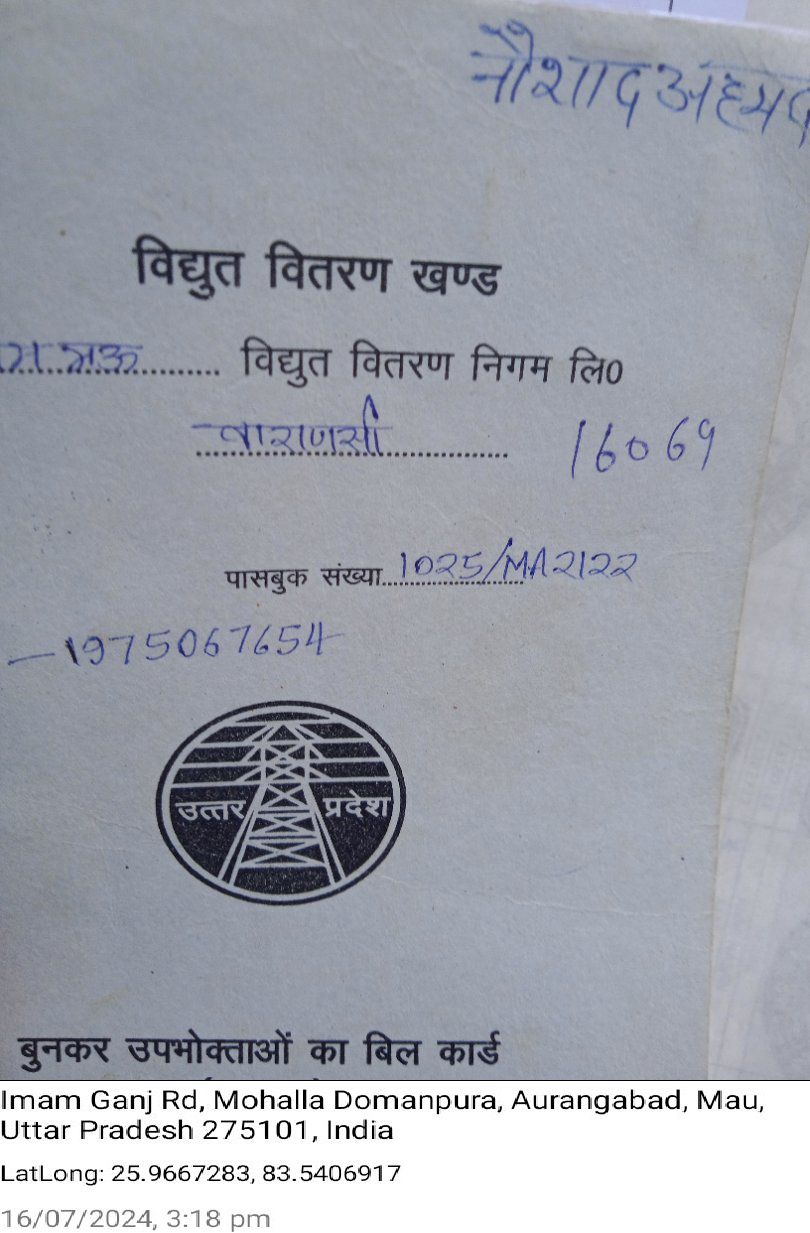 नौशाद अहमद
विद्युत वितरण खण्ड
विद्युत वितरण निगम लि0
वाराणसी 16069
पासबुक संख्या 1025/MA2122
1975067654
उत्तर प्रदेश
बुनकर उपभोक्ताओं का बिल कार्ड
Imam Ganj Rd, Mohalla Domanpura, Aurangabad, Mau,
Uttar Pradesh 275101, India
LatLong: 25.9667283, 83.5406917
16/07/2024, 3:18 pm